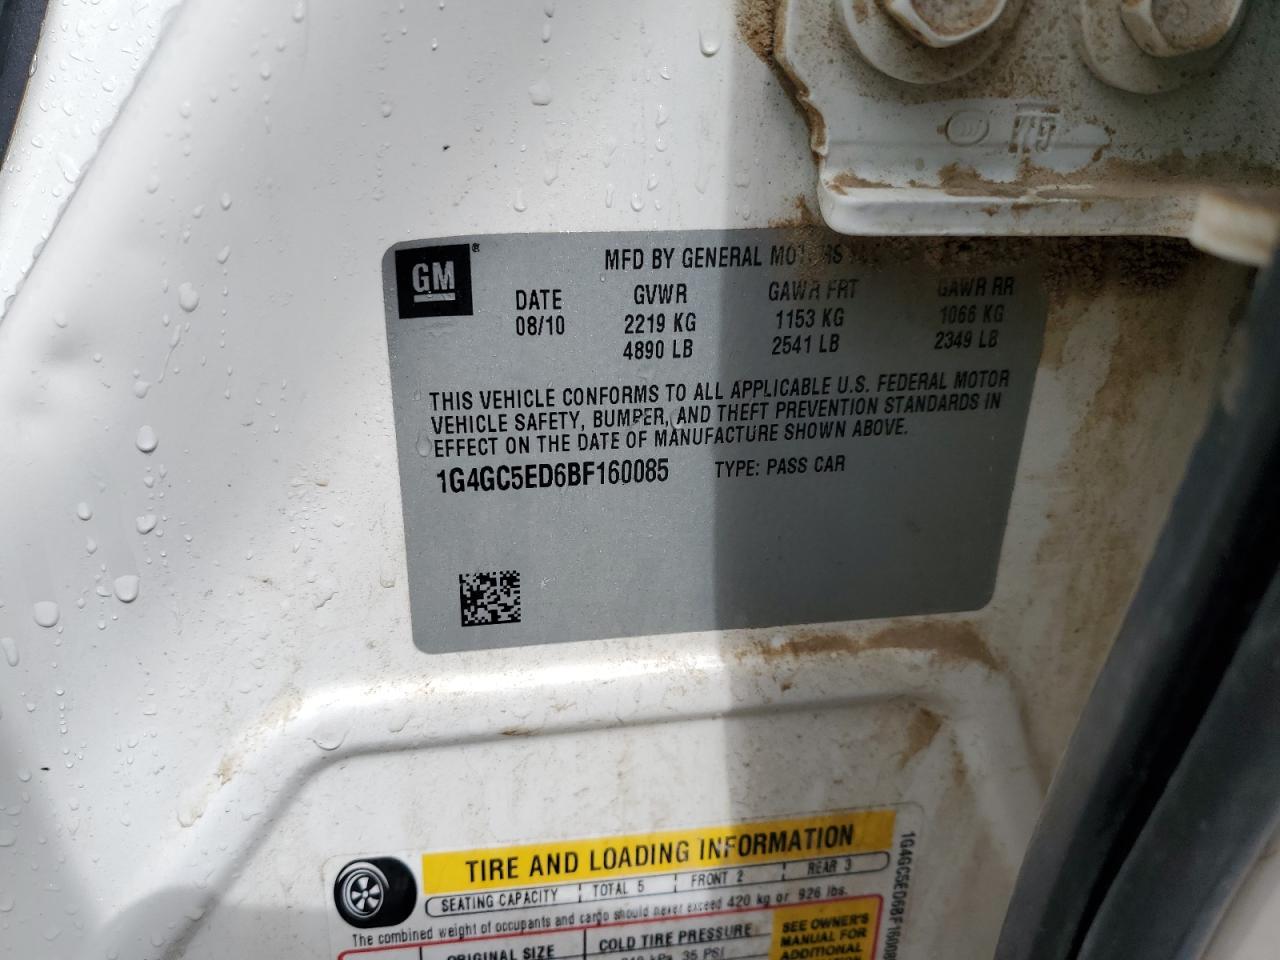 GM ®
MFD BY GENERAL MOTORS
DATE GVWR GAWR FRT GAWR RR
08/10 2219 KG 1153 KG 1066 KG
4890 LB 2541 LB 2349 LB
THIS VEHICLE CONFORMS TO ALL APPLICABLE U.S. FEDERAL MOTOR
VEHICLE SAFETY, BUMPER, AND THEFT PREVENTION STANDARDS IN
EFFECT ON THE DATE OF MANUFACTURE SHOWN ABOVE.
1G4GC5ED6BF160085 TYPE: PASS CAR
TIRE AND LOADING INFORMATION
SEATING CAPACITY TOTAL 5 FRONT 2 REAR 3
The combined weight of occupants and cargo should never exceed 420 kg or 926 lbs.
ORIGINAL SIZE COLD TIRE PRESSURE
35 PSI
SEE OWNER'S
MANUAL FOR
ADDITIONAL
1G4GC5ED6BF16008